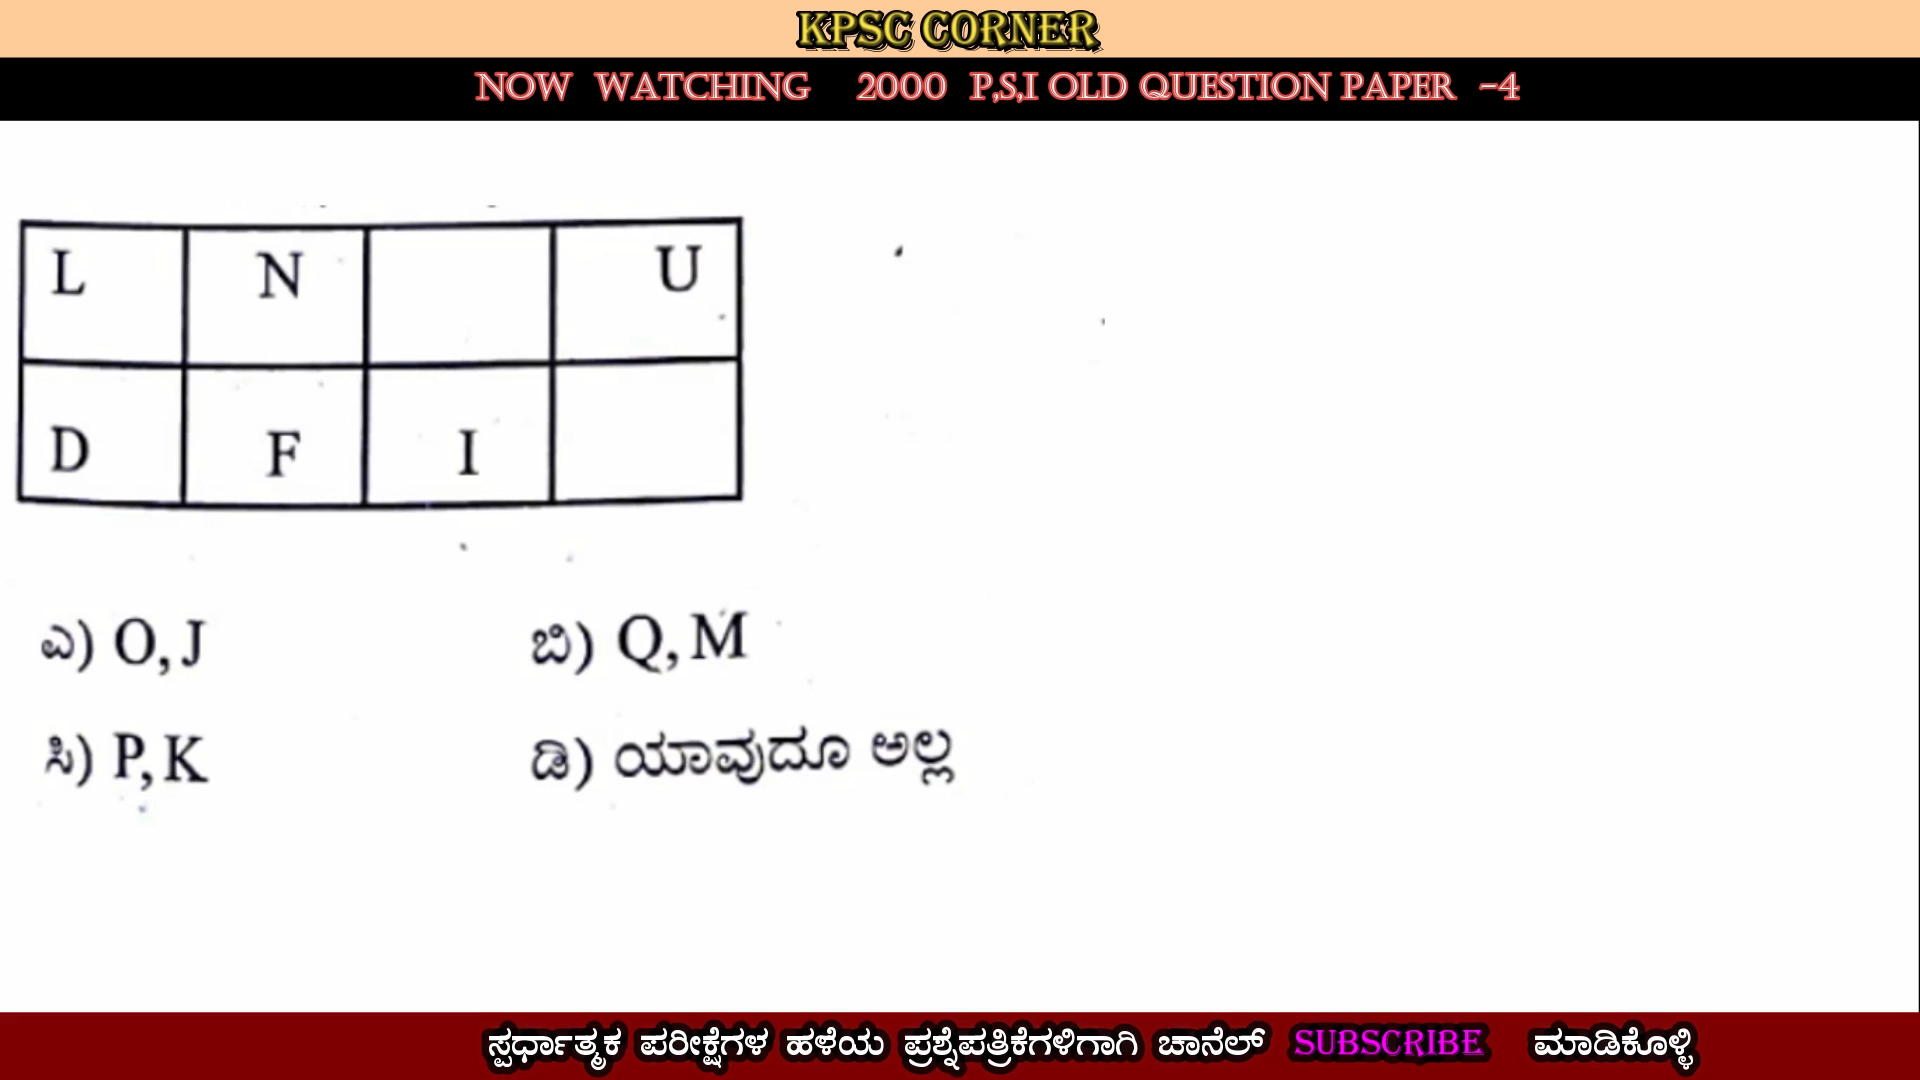 KPSC CORNER
NOW WATCHING 2000 P,S,I OLD QUESTION PAPER -4
L N U
D F I
ಎ) O, J ಬಿ) Q, M
ಸಿ) P, K ಡಿ) ಯಾವುದೂ ಅಲ್ಲ
ಸ್ಪರ್ಧಾತ್ಮಕ ಪರೀಕ್ಷೆಗಳ ಹಳೆಯ ಪ್ರಶ್ನೆಪತ್ರಿಕೆಗಳಿಗಾಗಿ ಚಾನೆಲ್ SUBSCRIBE ಮಾಡಿಕೊಳ್ಳಿ